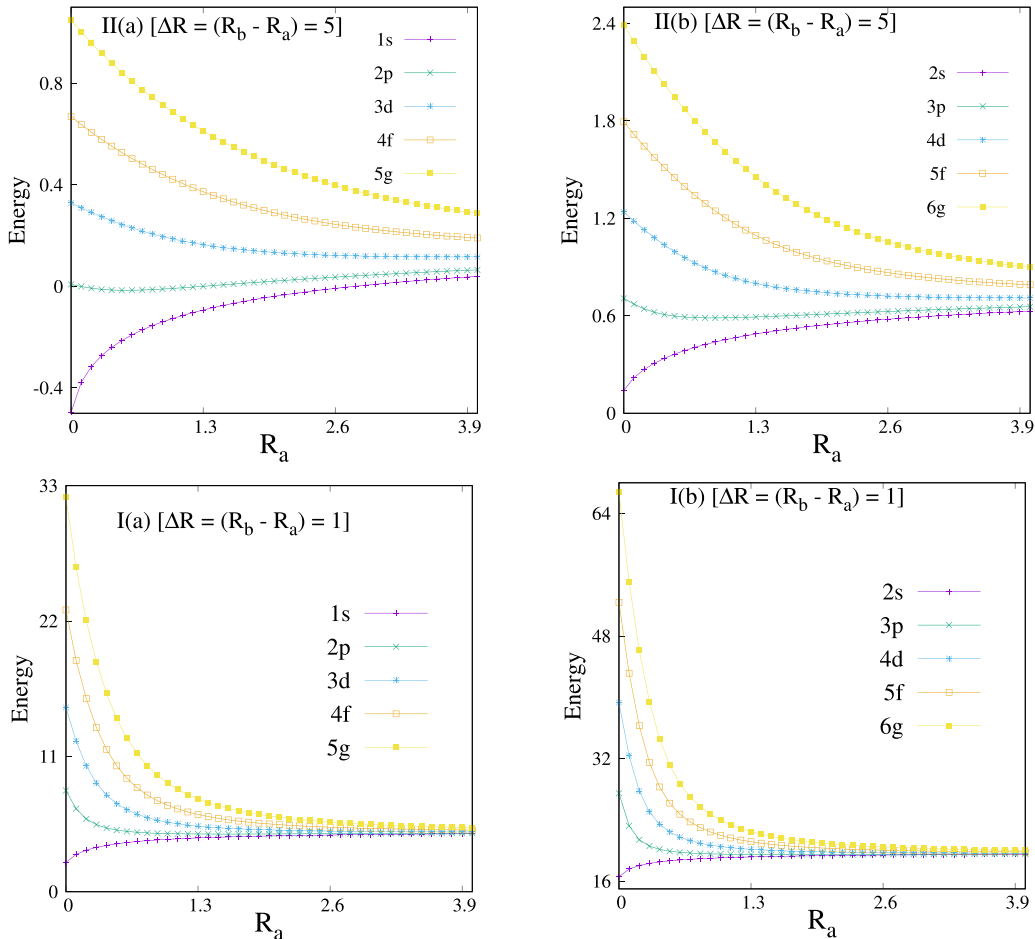 II(a) [ΔR = (R_b - R_a) = 5]
1s
2p
3d
4f
5g
0.8
0.4
0
-0.4
Energy
0 1.3 2.6 3.9
R_a
II(b) [ΔR = (R_b - R_a) = 5]
2s
3p
4d
5f
6g
2.4
1.8
1.2
0.6
0
Energy
0 1.3 2.6 3.9
R_a
I(a) [ΔR = (R_b - R_a) = 1]
1s
2p
3d
4f
5g
33
22
11
0
Energy
0 1.3 2.6 3.9
R_a
I(b) [ΔR = (R_b - R_a) = 1]
2s
3p
4d
5f
6g
64
48
32
16
Energy
0 1.3 2.6 3.9
R_a